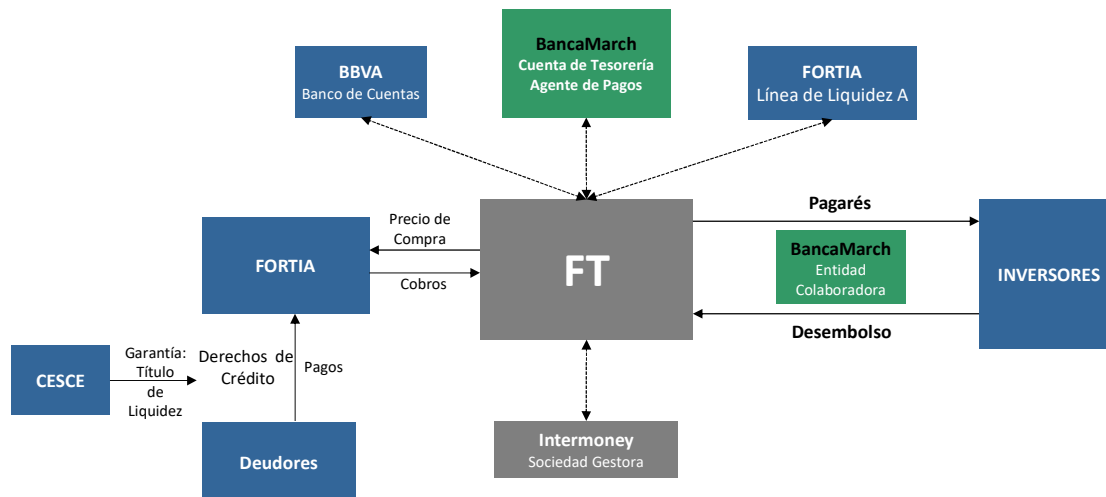 BBVA
Banco de Cuentas
BancaMarch
Cuenta de Tesorería
Agente de Pagos
FORTIA
Línea de Liquidez A
FORTIA
Precio de
Compra
Cobros
FT
Pagarés
BancaMarch
Entidad
Colaboradora
Desembolso
INVERSORES
CESCE
Garantía:
Título
de
Liquidez
Derechos de
Crédito
Pagos
Deudores
Intermoney
Sociedad Gestora